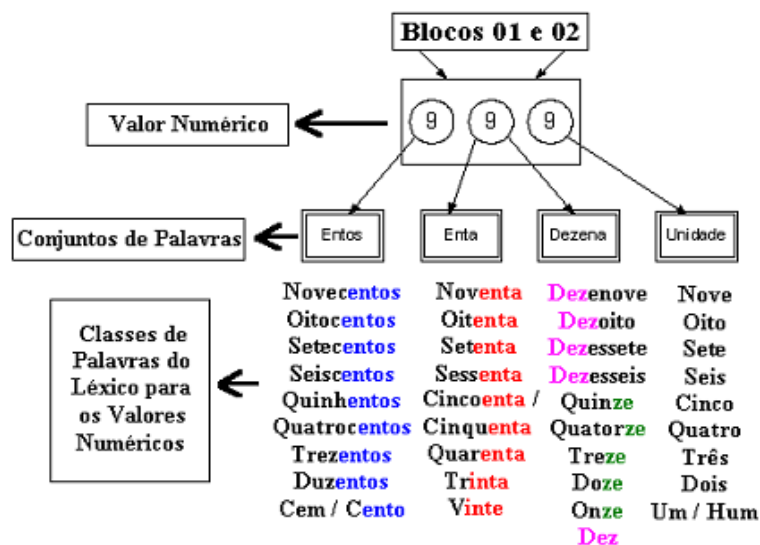 Blocos 01 e 02
Valor Numérico
9 9 9
Conjuntos de Palavras
Entos Enta Dezena Unidade
Classes de
Palavras do
Léxico para
os Valores
Numéricos
Novecentos Noventa Dezenove Nove
Oitocentos Oitenta Dezoito Oito
Setecentos Setenta Dezessete Sete
Seiscentos Sessenta Dezesseis Seis
Quinhentos Cincoenta / Quinze Cinco
Quatrocentos Cinquenta Quatorze Quatro
Trezentos Quarenta Treze Três
Duzentos Trinta Doze Dois
Cem / Cento Vinte Onze Um / Hum
Dez